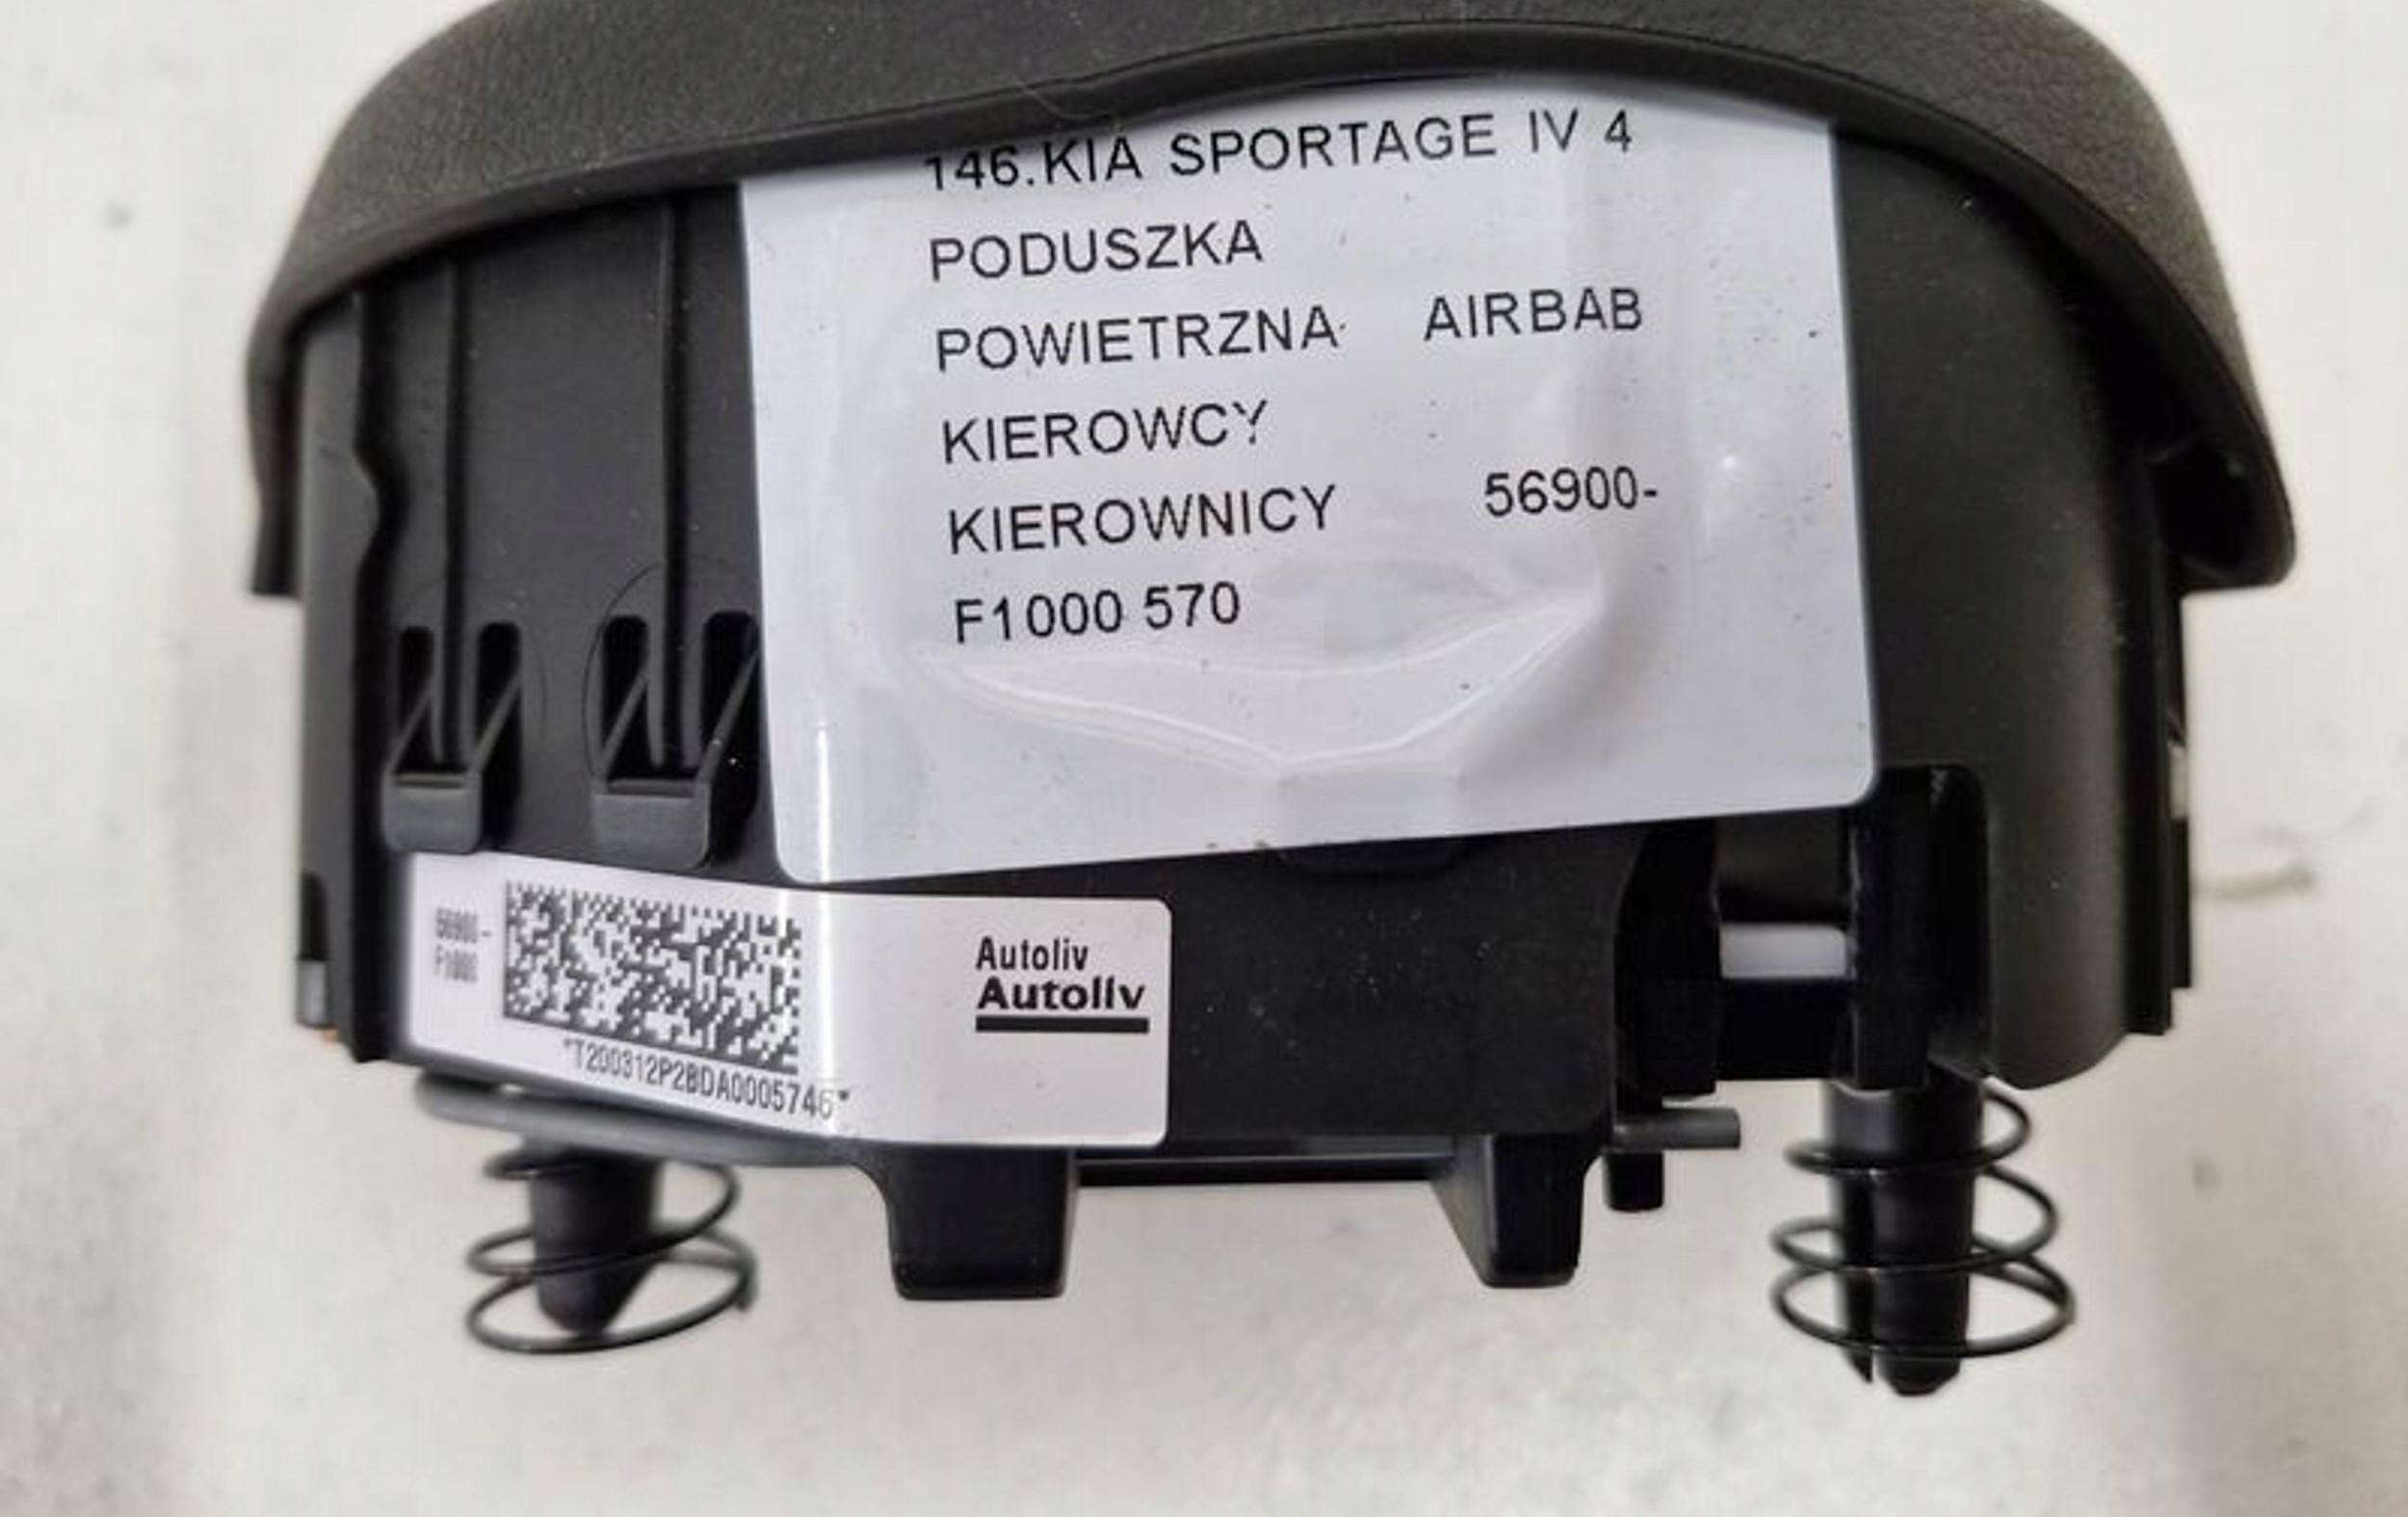 146.KIA SPORTAGE IV 4
PODUSZKA
POWIETRZNA AIRBAB
KIEROWCY
KIEROWNICY 56900-
F1000 570
56900-
F1000
*T200312P2BDA0005746*
Autoliv
Autoliv